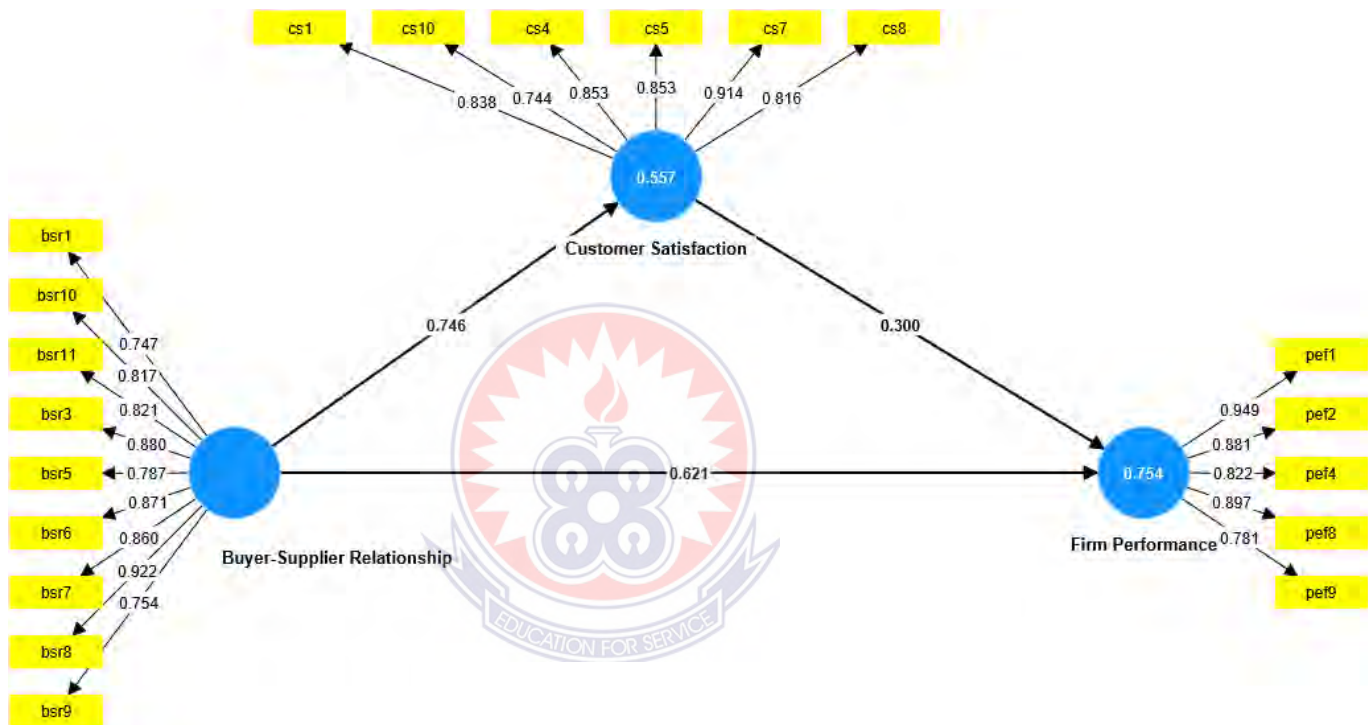 cs1
cs10
cs4
cs5
cs7
cs8
0.838
0.744
0.853
0.853
0.914
0.816
0.557
Customer Satisfaction
bsr1
bsr10
bsr11
bsr3
bsr5
bsr6
bsr7
bsr8
bsr9
0.747
0.817
0.821
0.880
0.787
0.871
0.860
0.922
0.754
Buyer-Supplier Relationship
0.746
0.300
0.621
0.754
Firm Performance
0.949
0.881
0.822
0.897
0.781
pef1
pef2
pef4
pef8
pef9
EDUCATION FOR SERVICE